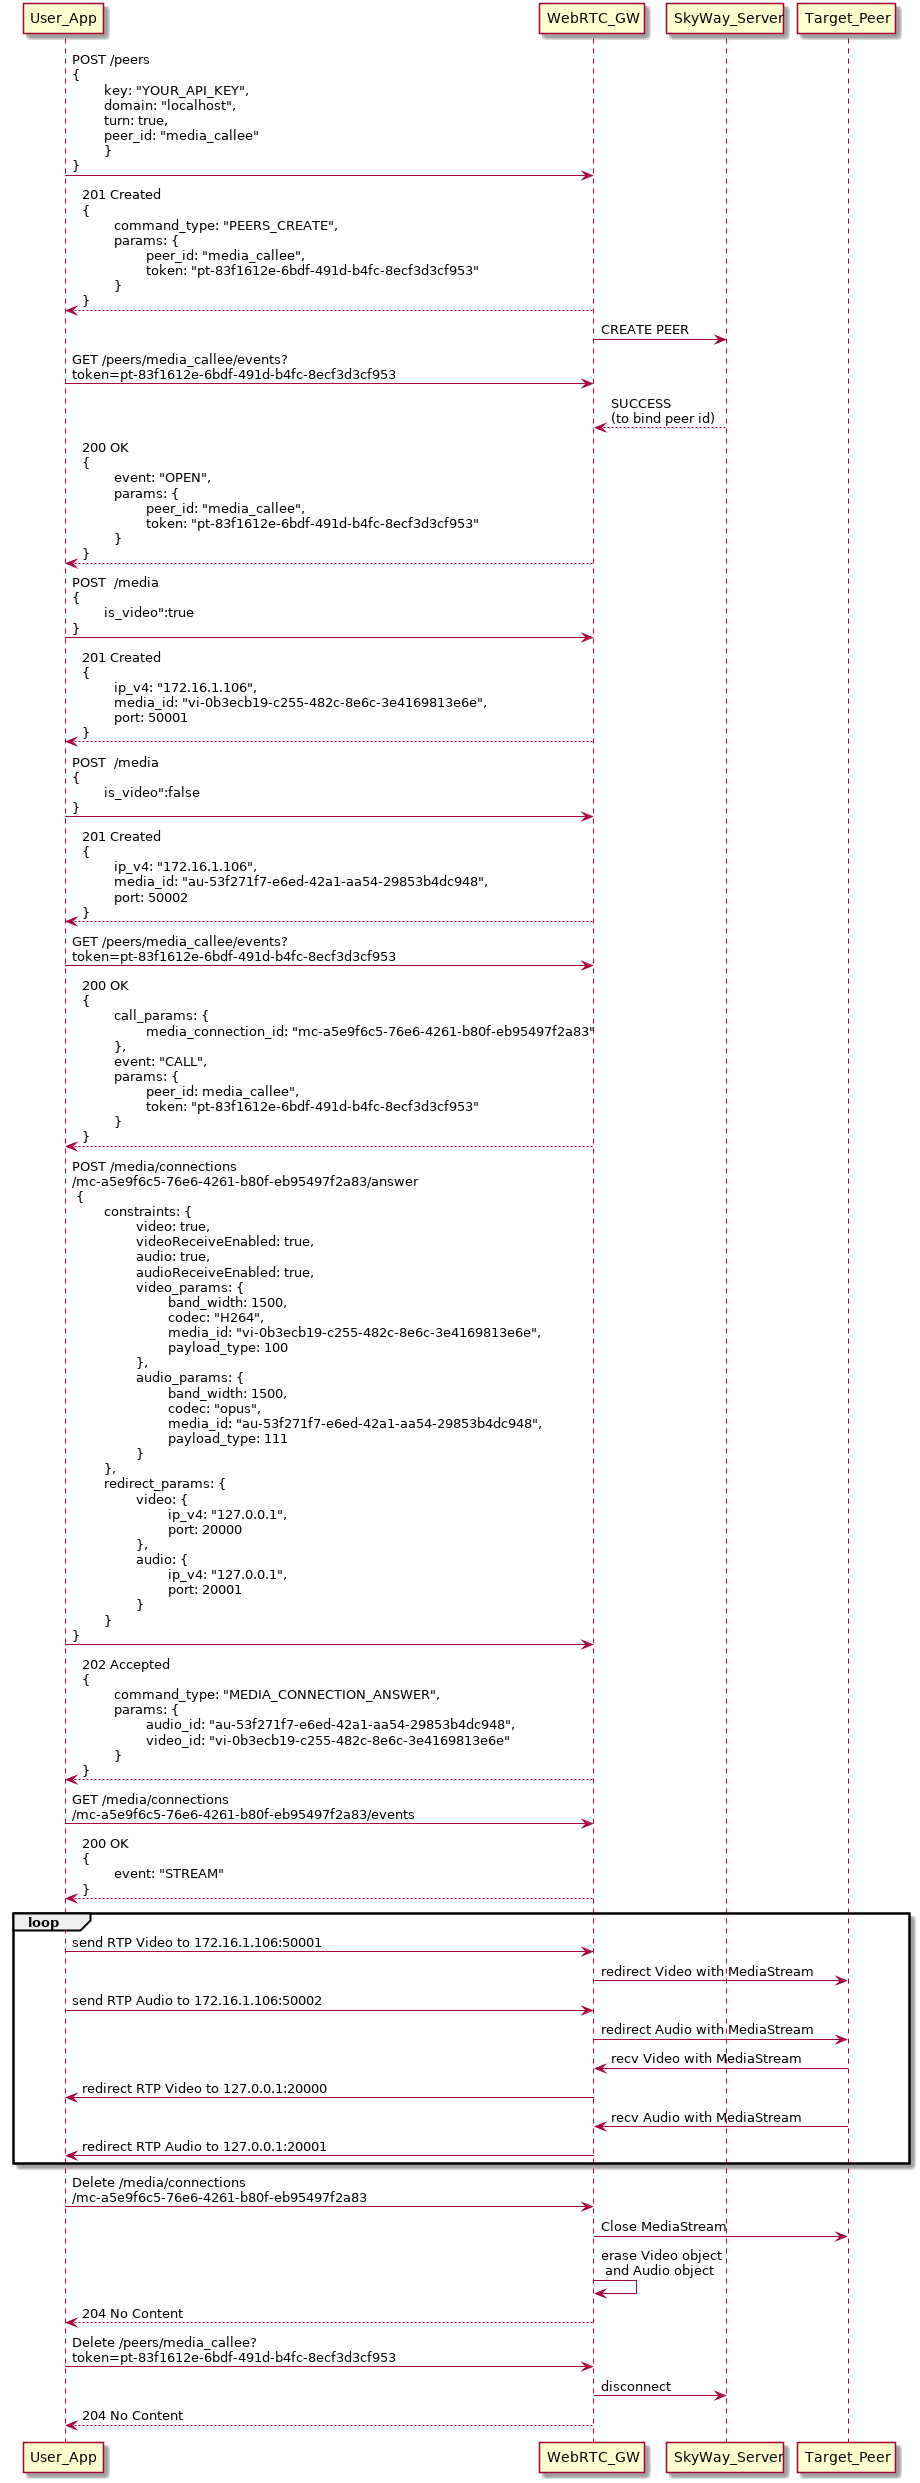 User_App WebRTC_GW SkyWay_Server Target_Peer
POST /peers
{
key: "YOUR_API_KEY",
domain: "localhost",
turn: true,
peer_id: "media_callee"
}
}
201 Created
{
command_type: "PEERS_CREATE",
params: {
peer_id: "media_callee",
token: "pt-83f1612e-6bdf-491d-b4fc-8ecf3d3cf953"
}
}
CREATE PEER
GET /peers/media_callee/events?
token=pt-83f1612e-6bdf-491d-b4fc-8ecf3d3cf953
SUCCESS
(to bind peer id)
200 OK
{
event: "OPEN",
params: {
peer_id: "media_callee",
token: "pt-83f1612e-6bdf-491d-b4fc-8ecf3d3cf953"
}
}
POST  /media
{
is_video":true
}
201 Created
{
ip_v4: "172.16.1.106",
media_id: "vi-0b3ecb19-c255-482c-8e6c-3e4169813e6e",
port: 50001
}
POST  /media
{
is_video":false
}
201 Created
{
ip_v4: "172.16.1.106",
media_id: "au-53f271f7-e6ed-42a1-aa54-29853b4dc948",
port: 50002
}
GET /peers/media_callee/events?
token=pt-83f1612e-6bdf-491d-b4fc-8ecf3d3cf953
200 OK
{
call_params: {
media_connection_id: "mc-a5e9f6c5-76e6-4261-b80f-eb95497f2a83"
},
event: "CALL",
params: {
peer_id: media_callee",
token: "pt-83f1612e-6bdf-491d-b4fc-8ecf3d3cf953"
}
}
POST /media/connections
/mc-a5e9f6c5-76e6-4261-b80f-eb95497f2a83/answer
{
constraints: {
video: true,
videoReceiveEnabled: true,
audio: true,
audioReceiveEnabled: true,
video_params: {
band_width: 1500,
codec: "H264",
media_id: "vi-0b3ecb19-c255-482c-8e6c-3e4169813e6e",
payload_type: 100
},
audio_params: {
band_width: 1500,
codec: "opus",
media_id: "au-53f271f7-e6ed-42a1-aa54-29853b4dc948",
payload_type: 111
}
},
redirect_params: {
video: {
ip_v4: "127.0.0.1",
port: 20000
},
audio: {
ip_v4: "127.0.0.1",
port: 20001
}
}
}
202 Accepted
{
command_type: "MEDIA_CONNECTION_ANSWER",
params: {
audio_id: "au-53f271f7-e6ed-42a1-aa54-29853b4dc948",
video_id: "vi-0b3ecb19-c255-482c-8e6c-3e4169813e6e"
}
}
GET /media/connections
/mc-a5e9f6c5-76e6-4261-b80f-eb95497f2a83/events
200 OK
{
event: "STREAM"
}
loop
send RTP Video to 172.16.1.106:50001
redirect Video with MediaStream
send RTP Audio to 172.16.1.106:50002
redirect Audio with MediaStream
recv Video with MediaStream
redirect RTP Video to 127.0.0.1:20000
recv Audio with MediaStream
redirect RTP Audio to 127.0.0.1:20001
Delete /media/connections
/mc-a5e9f6c5-76e6-4261-b80f-eb95497f2a83
Close MediaStream
erase Video object
and Audio object
204 No Content
Delete /peers/media_callee?
token=pt-83f1612e-6bdf-491d-b4fc-8ecf3d3cf953
disconnect
204 No Content
User_App WebRTC_GW SkyWay_Server Target_Peer